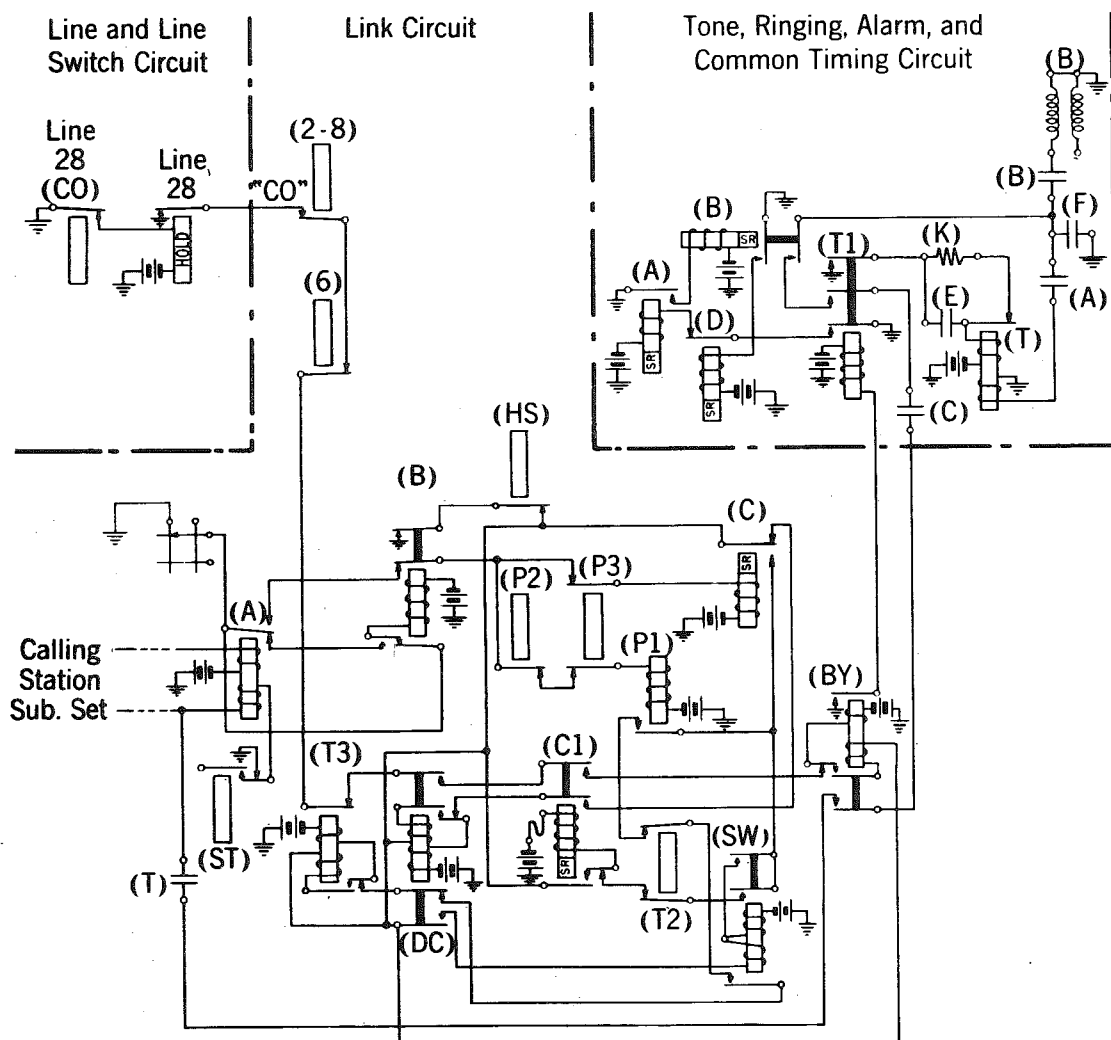 Line and Line
Switch Circuit
Link Circuit
Tone, Ringing, Alarm, and
Common Timing Circuit
(B)
Line
28
(CO)
Line
28
"CO"
(2-8)
HOLD
(6)
(B)
SR
(A)
SR
(D)
SR
(T1)
(K)
(E)
(T)
(B)
(F)
(A)
(C)
(HS)
(B)
(C)
SR
(P2)
(P3)
(P1)
(A)
Calling
Station
Sub. Set
(BY)
(T3)
(C1)
SR
(SW)
(ST)
(T)
(DC)
(T2)